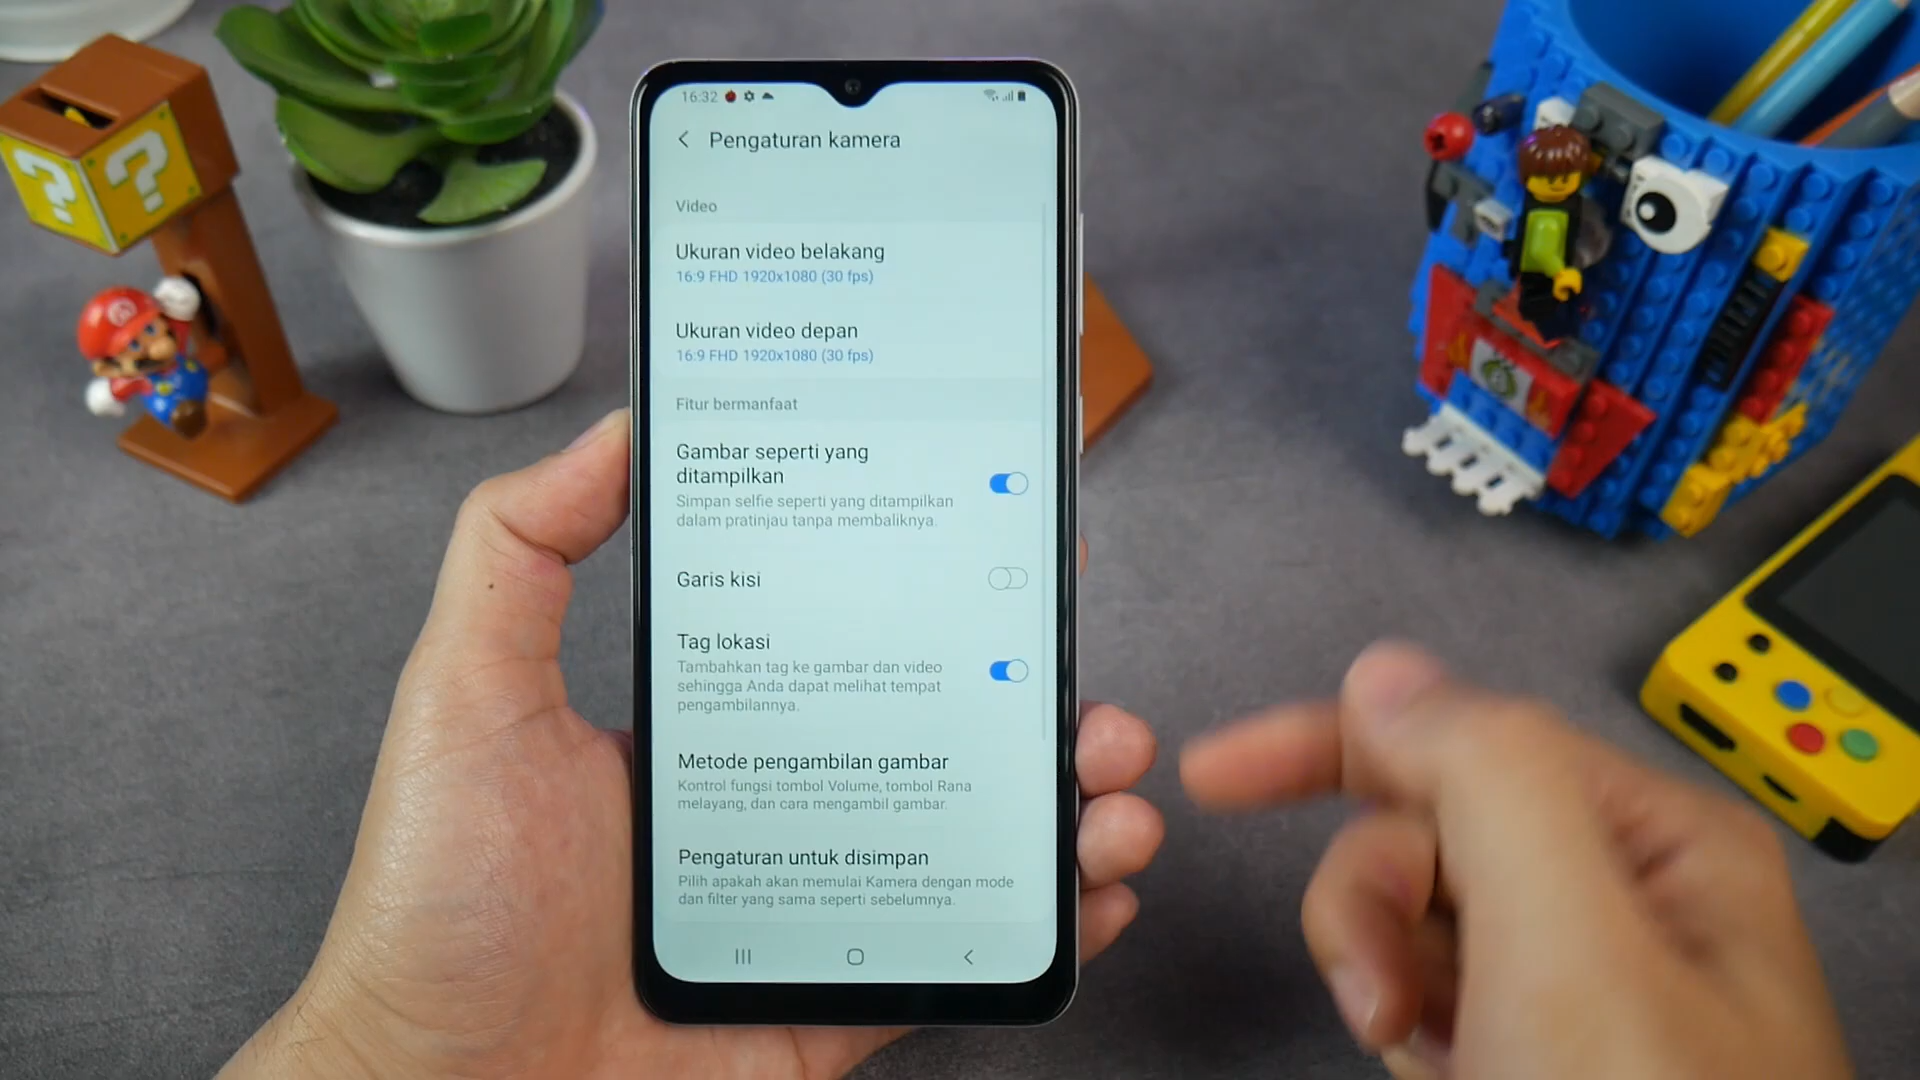 16:32
Pengaturan kamera
Video
Ukuran video belakang
16:9 FHD 1920x1080 (30 fps)
Ukuran video depan
16:9 FHD 1920x1080 (30 fps)
Fitur bermanfaat
Gambar seperti yang
ditampilkan
Simpan selfie seperti yang ditampilkan
dalam pratinjau tanpa membaliknya.
Garis kisi
Tag lokasi
Tambahkan tag ke gambar dan video
sehingga Anda dapat melihat tempat
pengambilannya.
Metode pengambilan gambar
Kontrol fungsi tombol Volume, tombol Rana
melayang, dan cara mengambil gambar.
Pengaturan untuk disimpan
Pilih apakah akan memulai Kamera dengan mode
dan filter yang sama seperti sebelumnya.
? ?
M